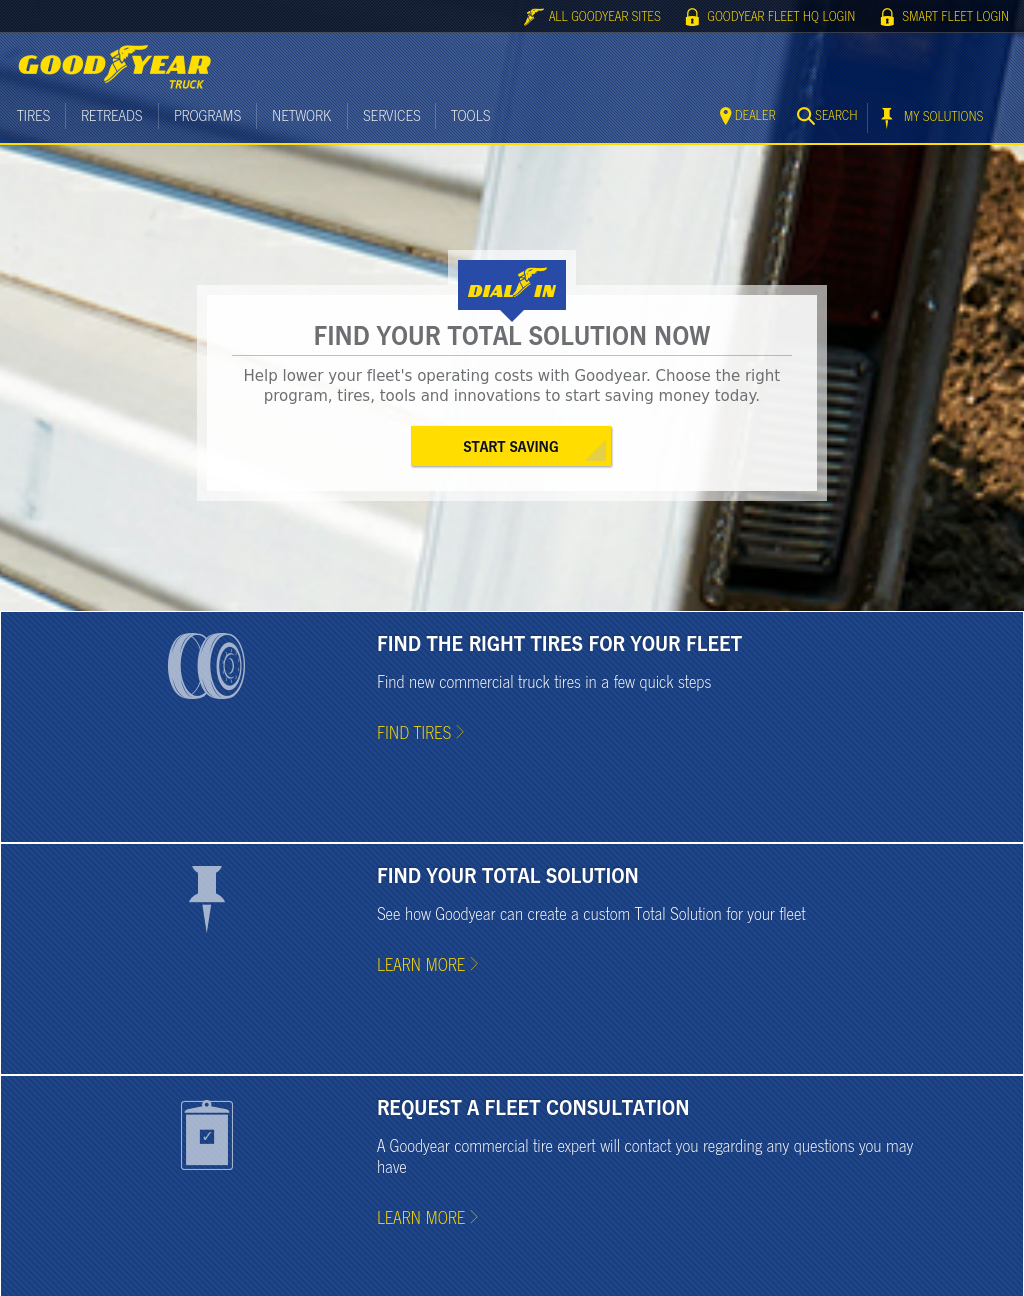 ALL GOODYEAR SITES
GOODYEAR FLEET HQ LOGIN
SMART FLEET LOGIN
GOODYEAR
TRUCK
TIRES
RETREADS
PROGRAMS
NETWORK
SERVICES
TOOLS
DEALER
SEARCH
MY SOLUTIONS
DIAL IN
FIND YOUR TOTAL SOLUTION NOW
Help lower your fleet's operating costs with Goodyear. Choose the right
program, tires, tools and innovations to start saving money today.
START SAVING
FIND THE RIGHT TIRES FOR YOUR FLEET
Find new commercial truck tires in a few quick steps
FIND TIRES
FIND YOUR TOTAL SOLUTION
See how Goodyear can create a custom Total Solution for your fleet
LEARN MORE
REQUEST A FLEET CONSULTATION
A Goodyear commercial tire expert will contact you regarding any questions you may
have
LEARN MORE